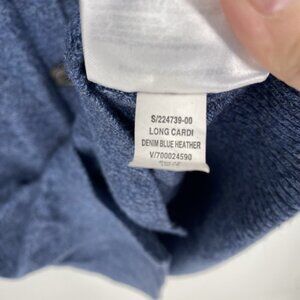 S/224739-00
LONG CARDI
DENIM BLUE HEATHER
V/700024590